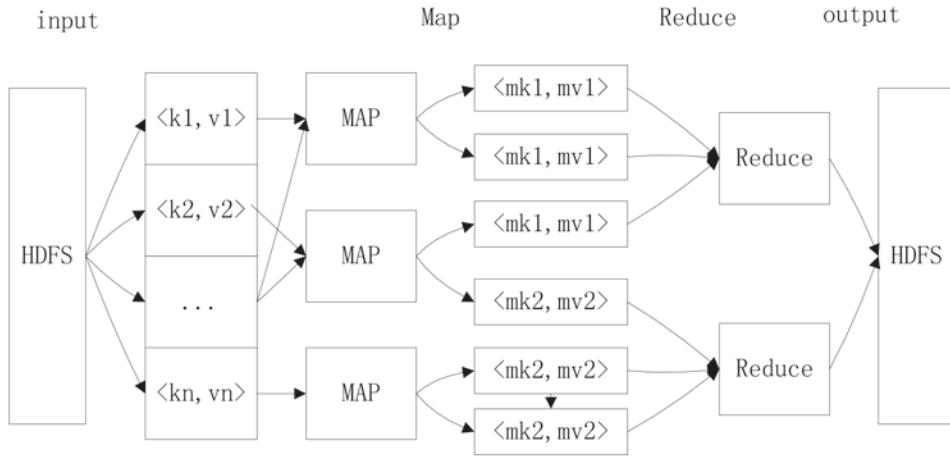 input
Map
Reduce
output
HDFS
<k1,v1>
<k2,v2>
...
<kn,vn>
MAP
MAP
MAP
<mk1,mv1>
<mk1,mv1>
<mk1,mv1>
<mk2,mv2>
<mk2,mv2>
<mk2,mv2>
Reduce
Reduce
HDFS